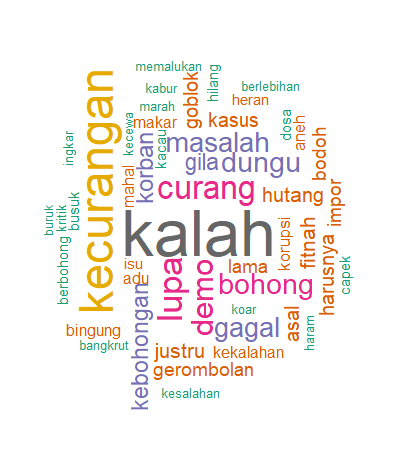 memalukan
kabur
goblok
hilang
berlebihan
heran
marah
makar
kasus
dosa
aneh
kecewa
kacau
korban
masalah
bodoh
ingkar
kecurangan
gila
dungu
mahal
curang
hutang
impor
buruk
kritik
busuk
berbohong
kalah
korupsi
fitnah
harusnya
isu
adu
lupa
demo
lama
bohong
capek
kebohongan
koar
gagal
asal
haram
bingung
bangkrut
justru
kekalahan
gerombolan
kesalahan